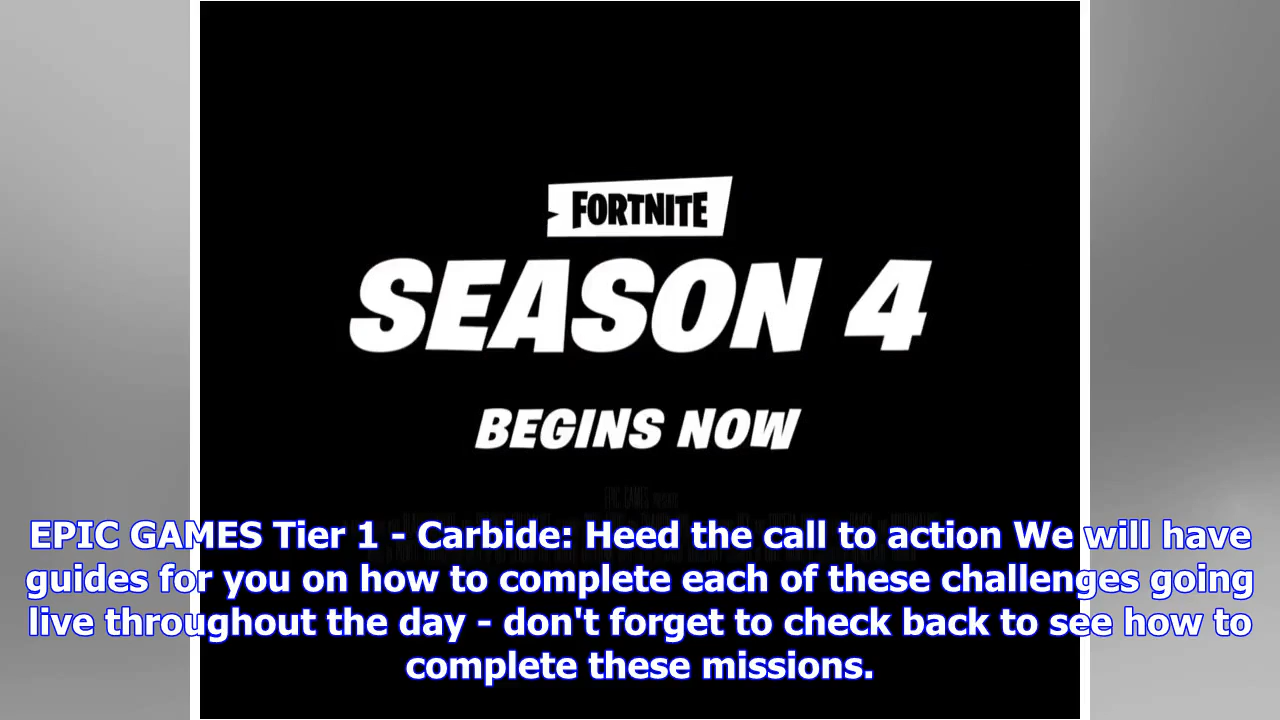 FORTNITE
SEASON 4
BEGINS NOW
EPIC GAMES
EPIC GAMES Tier 1 - Carbide: Heed the call to action We will have
guides for you on how to complete each of these challenges going
live throughout the day - don't forget to check back to see how to
complete these missions.